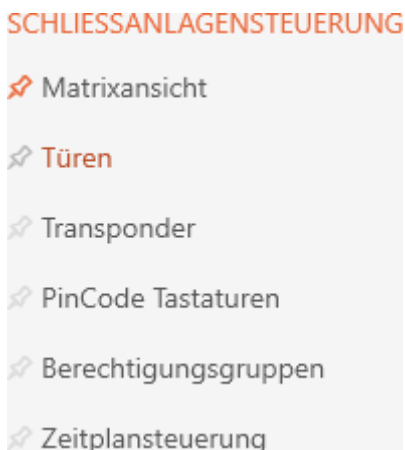 SCHLIESSANLAGENSTEUERUNG
Matrixansicht
Türen
Transponder
PinCode Tastaturen
Berechtigungsgruppen
Zeitplansteuerung